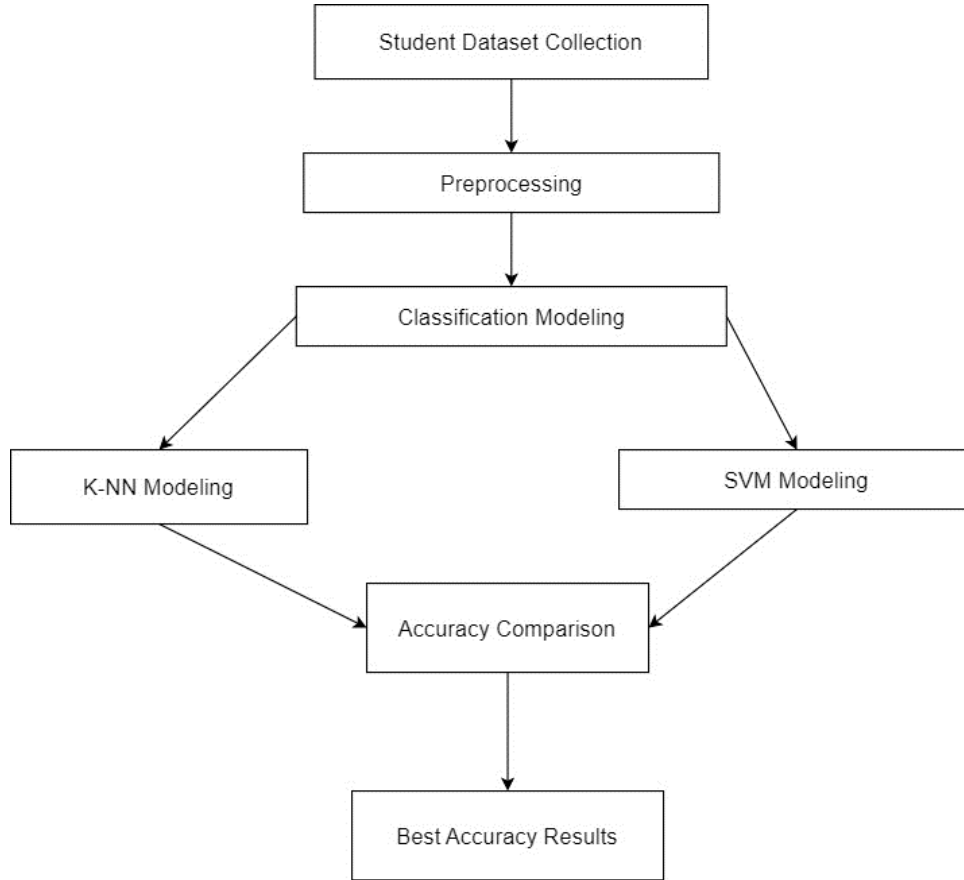 Student Dataset Collection
Preprocessing
Classification Modeling
K-NN Modeling
SVM Modeling
Accuracy Comparison
Best Accuracy Results